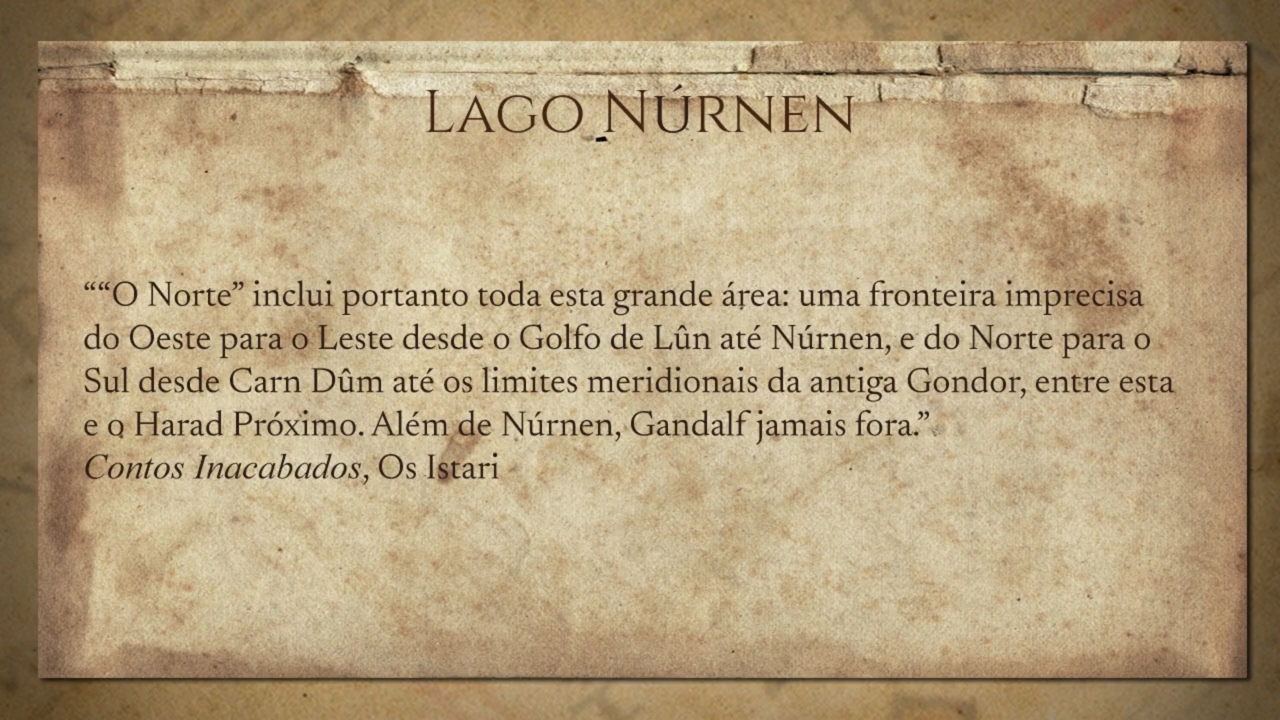 Lago Núrnen
““O Norte” inclui portanto toda esta grande área: uma fronteira imprecisa
do Oeste para o Leste desde o Golfo de Lûn até Núrnen, e do Norte para o
Sul desde Carn Dûm até os limites meridionais da antiga Gondor, entre esta
e o Harad Próximo. Além de Núrnen, Gandalf jamais fora.”
Contos Inacabados, Os Istari